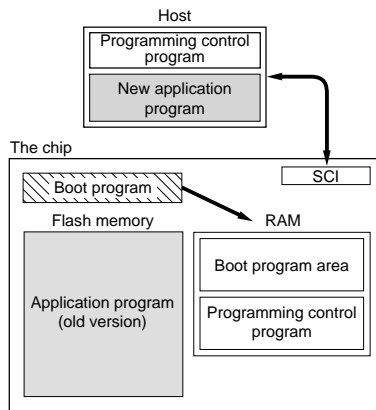 Host
Programming control
program
New application
program
The chip
SCI
Boot program
Flash memory
RAM
Application program
(old version)
Boot program area
Programming control
program